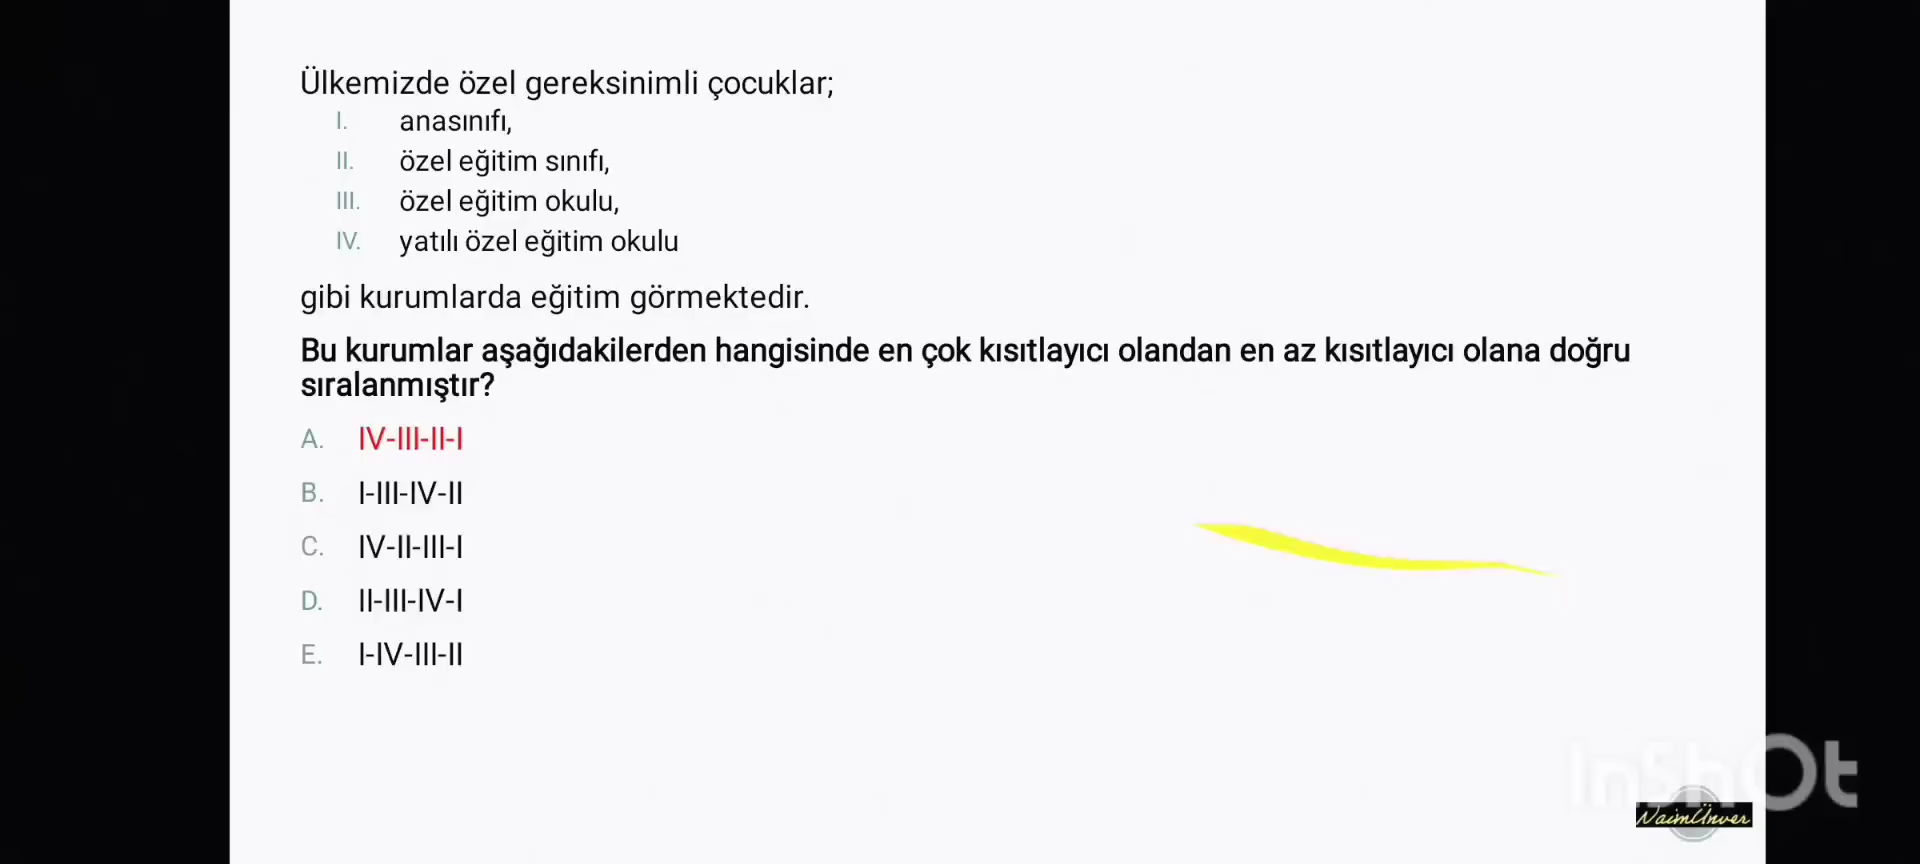 Ülkemizde özel gereksinimli çocuklar;
I. anasınıfı,
II. özel eğitim sınıfı,
III. özel eğitim okulu,
IV. yatılı özel eğitim okulu
gibi kurumlarda eğitim görmektedir.
Bu kurumlar aşağıdakilerden hangisinde en çok kısıtlayıcı olandan en az kısıtlayıcı olana doğru
sıralanmıştır?
A. IV-III-II-I
B. I-III-IV-II
C. IV-II-III-I
D. II-III-IV-I
E. I-IV-III-II
InShOt
NaimÜnver